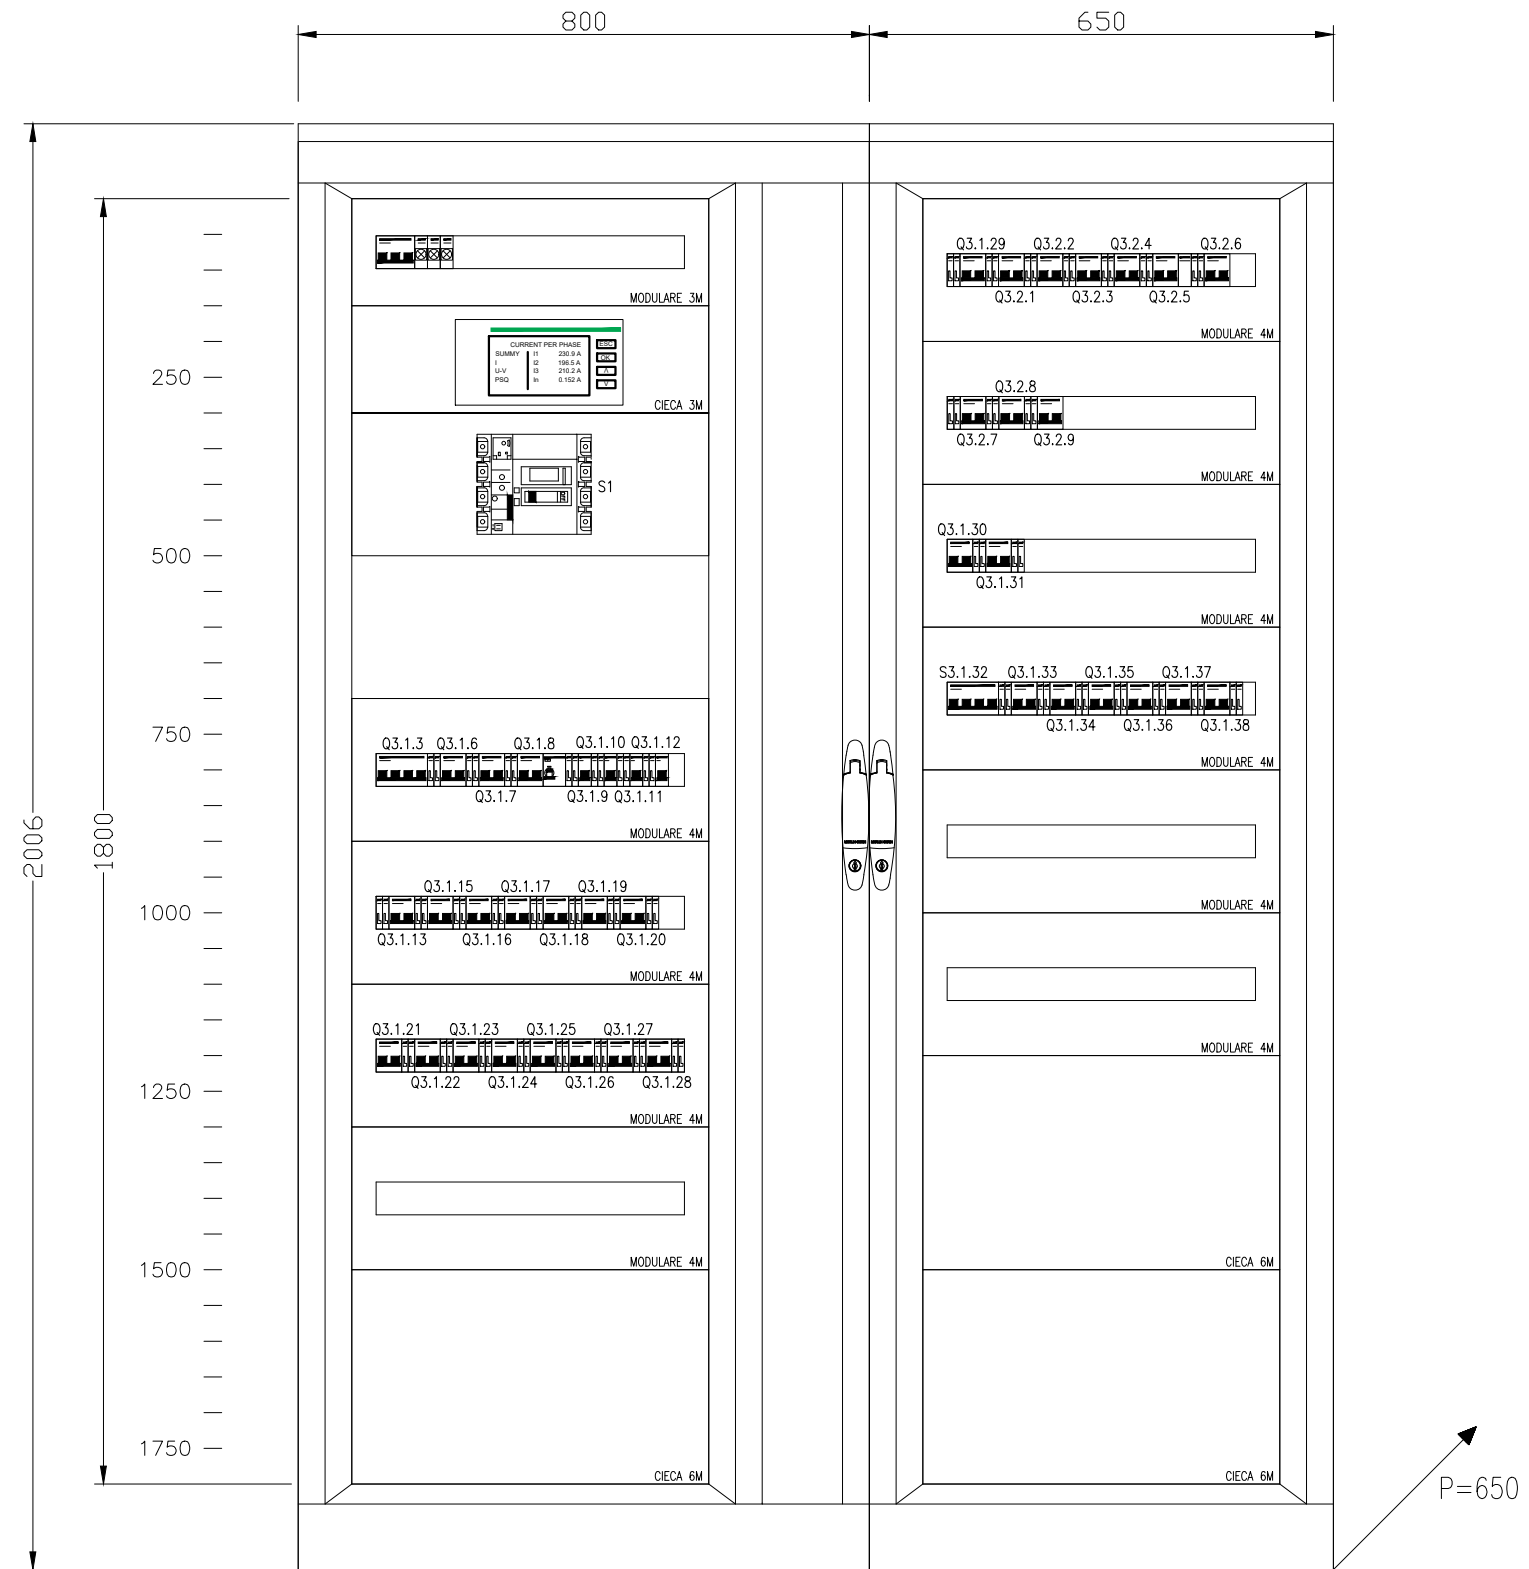 800
650
2006
1800
250
500
750
1000
1250
1500
1750
MODULARE 3M
CURRENT PER PHASE
SUMMY I1 230.9 A
I I2 196.5 A
U-V I3 210.2 A
PSQ In 0.152 A
ESC
OK
CIECA 3M
S1
Q3.1.3 Q3.1.6 Q3.1.8 Q3.1.10 Q3.1.12
Q3.1.7 Q3.1.9 Q3.1.11
MODULARE 4M
Q3.1.15 Q3.1.17 Q3.1.19
Q3.1.13 Q3.1.16 Q3.1.18 Q3.1.20
MODULARE 4M
Q3.1.21 Q3.1.23 Q3.1.25 Q3.1.27
Q3.1.22 Q3.1.24 Q3.1.26 Q3.1.28
MODULARE 4M
MODULARE 4M
CIECA 6M
Q3.1.29 Q3.2.2 Q3.2.4 Q3.2.6
Q3.2.1 Q3.2.3 Q3.2.5
MODULARE 4M
Q3.2.8
Q3.2.7 Q3.2.9
MODULARE 4M
Q3.1.30
Q3.1.31
MODULARE 4M
S3.1.32 Q3.1.33 Q3.1.35 Q3.1.37
Q3.1.34 Q3.1.36 Q3.1.38
MODULARE 4M
MODULARE 4M
MODULARE 4M
CIECA 6M
CIECA 6M
P=650